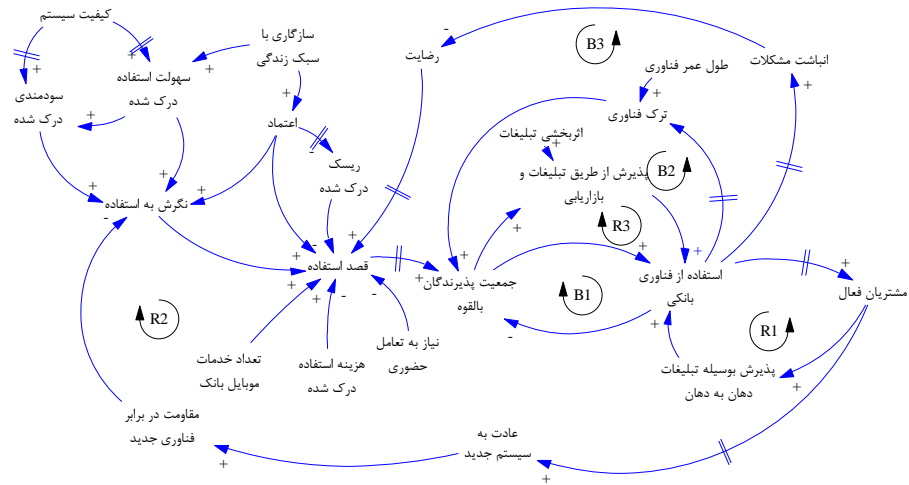 کیفیت سیستم
سازگاری با
سبک زندگی
رضایت
B3
انباشت مشکلات
طول عمر فناوری
سودمندی
درک شده
سهولت استفاده
درک شده
اعتماد
ترک فناوری
اثربخشی تبلیغات
ریسک
درک شده
پذیرش از طریق تبلیغات و
بازاریابی
B2
نگرش به استفاده
R3
قصد استفاده
جمعیت پذیرندگان
بالقوه
B1
استفاده از فناوری
بانکی
مشتریان فعال
R2
R1
تعداد خدمات
موبایل بانک
هزینه استفاده
درک شده
نیاز به تعامل
حضوری
پذیرش بوسیله تبلیغات
دهان به دهان
مقاومت در برابر
فناوری جدید
عادت به
سیستم جدید